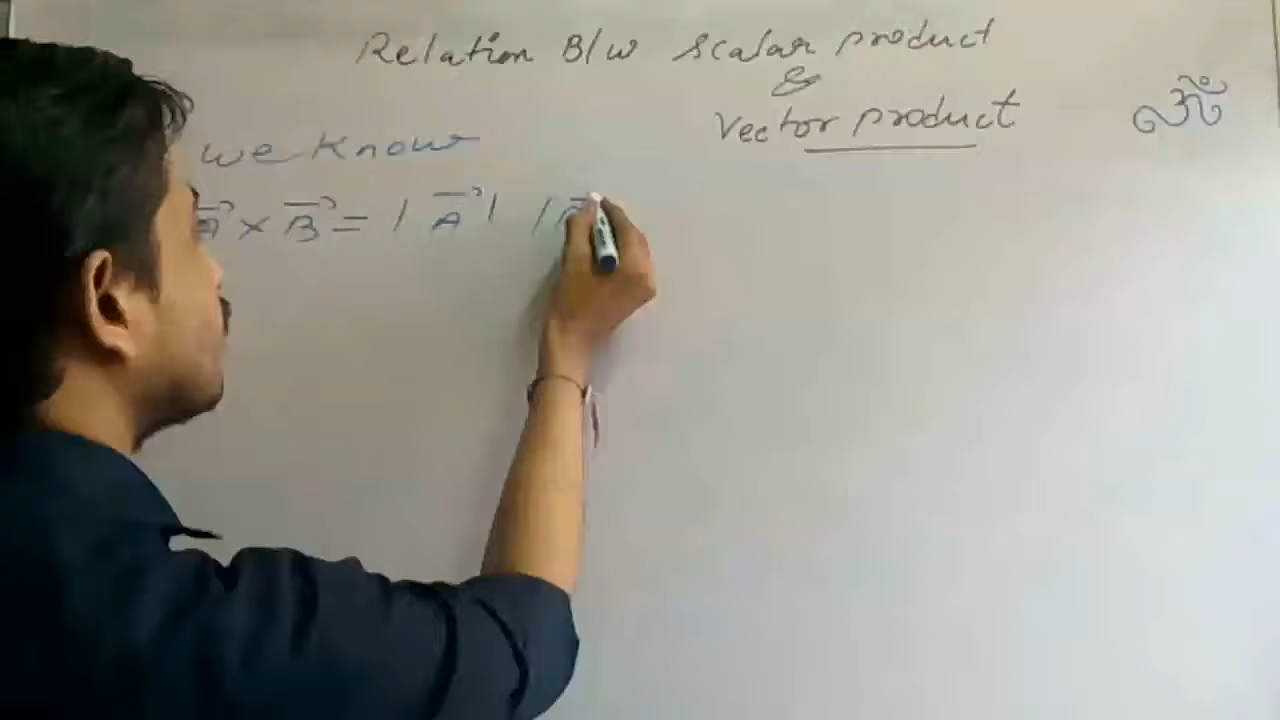 Relation B/w scalar product
&
Vector product
ॐ
we know
A⃗ × B⃗ = | A⃗ | |